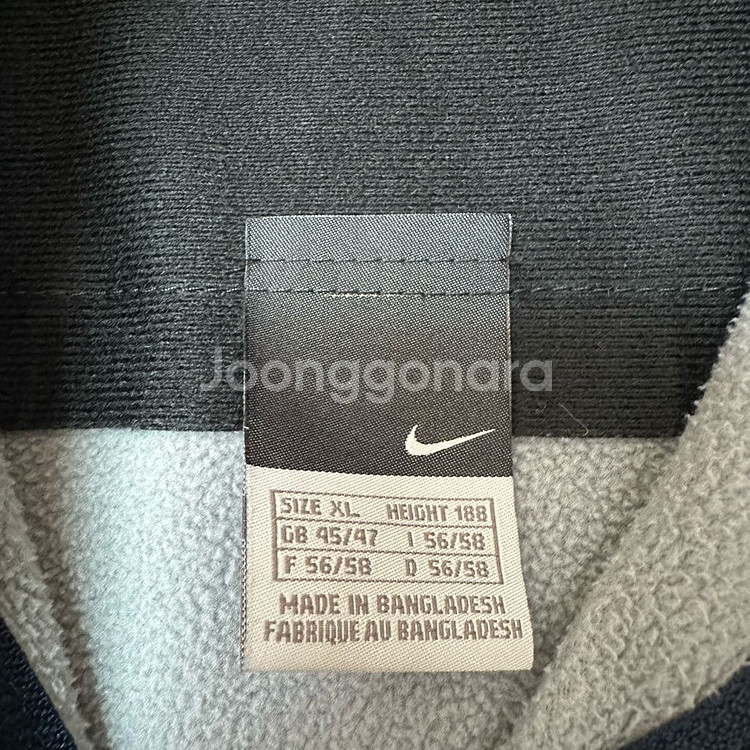 Joonggonara
SIZE XL HEIGHT 188
GB 45/47 I 56/58
F 56/58 D 56/58
MADE IN BANGLADESH
FABRIQUE AU BANGLADESH